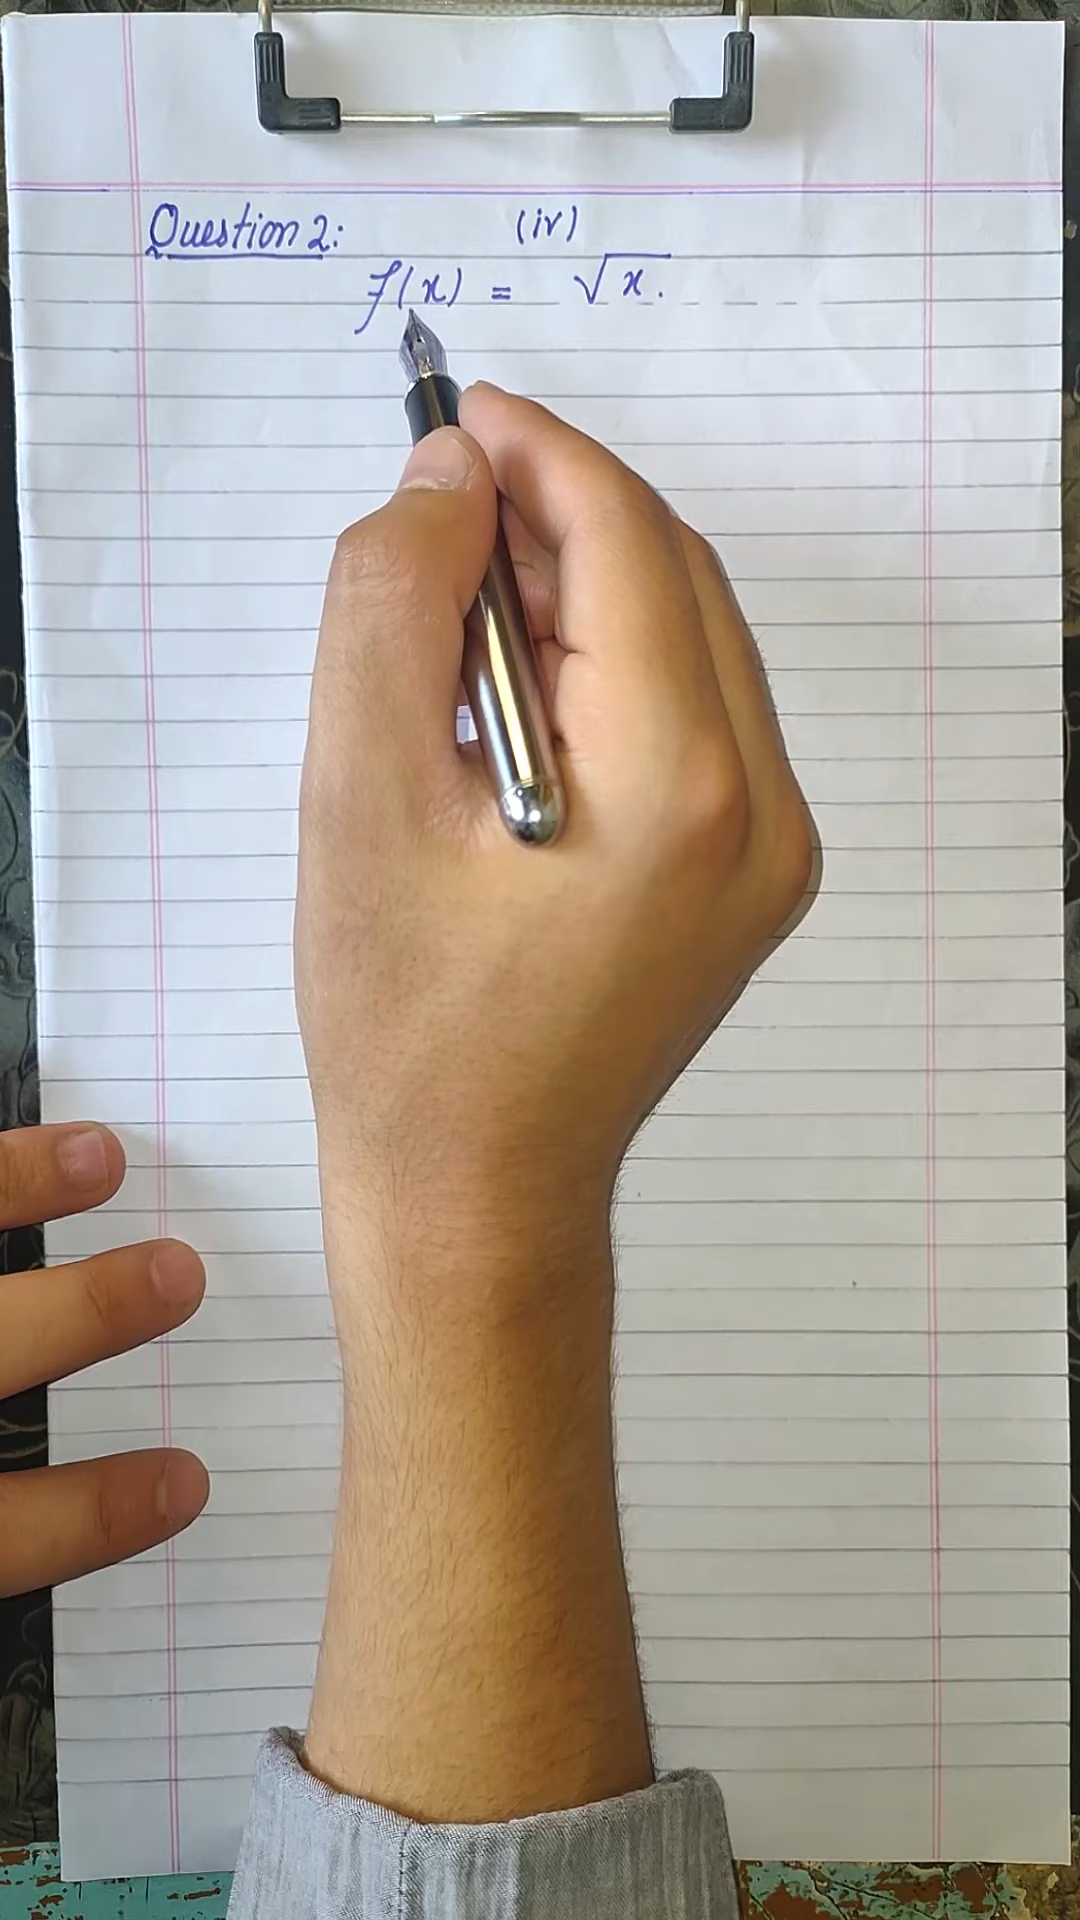 Question 2: (iv)
f(x) = √x.